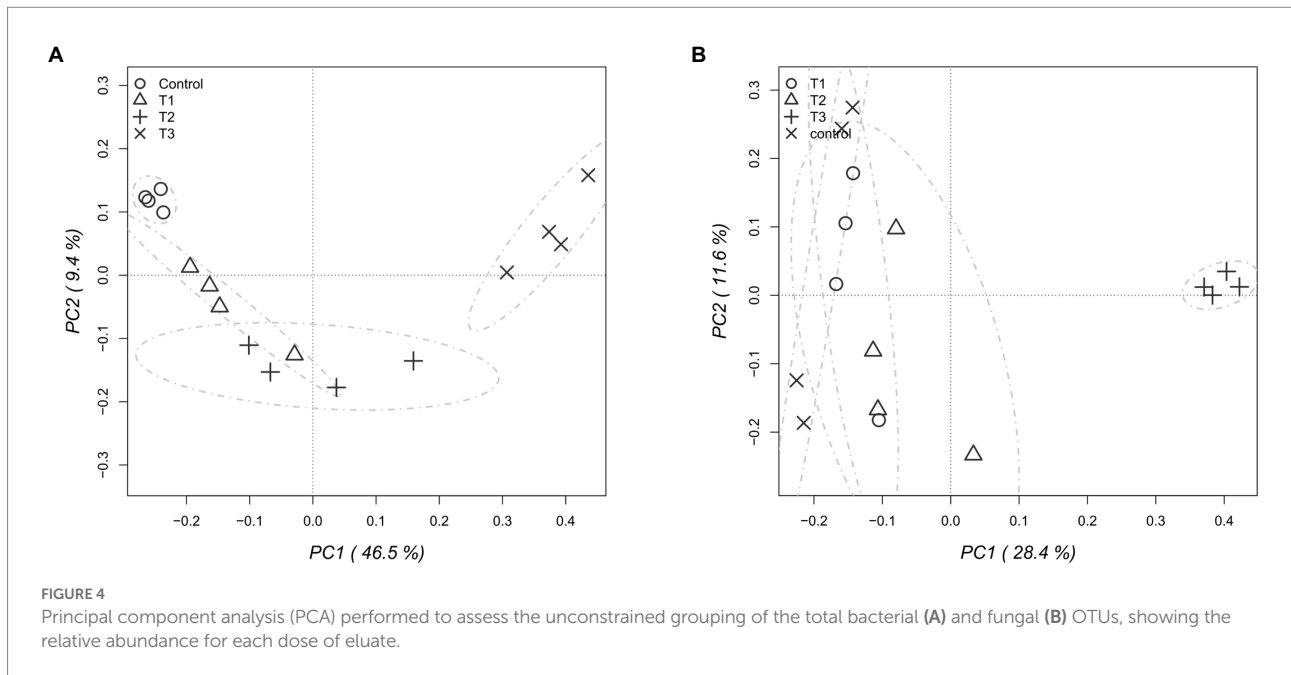 A
Control
T1
T2
T3
0.3
0.2
0.1
0.0
−0.1
−0.2
−0.3
PC2 ( 9.4 %)
−0.2 −0.1 0.0 0.1 0.2 0.3 0.4
PC1 ( 46.5 %)
B
T1
T2
T3
control
0.3
0.2
0.1
0.0
−0.1
−0.2
PC2 ( 11.6 %)
−0.2 −0.1 0.0 0.1 0.2 0.3 0.4
PC1 ( 28.4 %)
FIGURE 4
Principal component analysis (PCA) performed to assess the unconstrained grouping of the total bacterial (A) and fungal (B) OTUs, showing the
relative abundance for each dose of eluate.